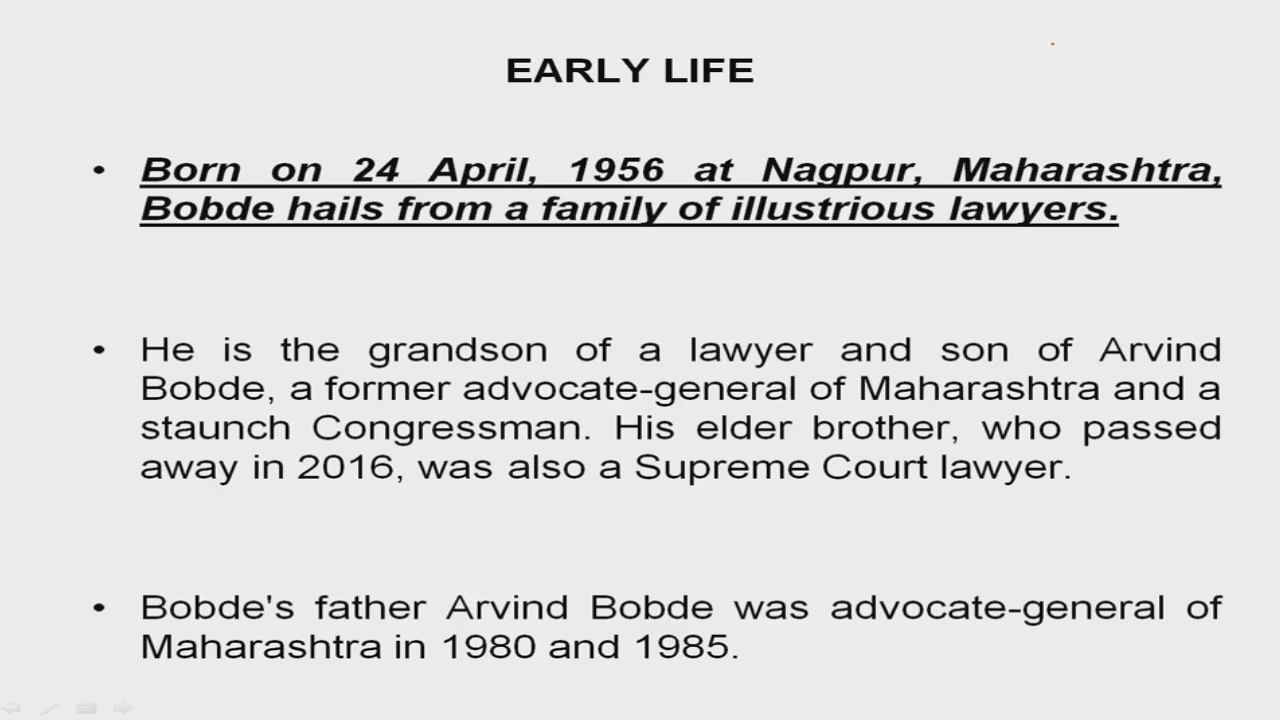 EARLY LIFE
• Born on 24 April, 1956 at Nagpur, Maharashtra,
Bobde hails from a family of illustrious lawyers.
• He is the grandson of a lawyer and son of Arvind
Bobde, a former advocate-general of Maharashtra and a
staunch Congressman. His elder brother, who passed
away in 2016, was also a Supreme Court lawyer.
• Bobde's father Arvind Bobde was advocate-general of
Maharashtra in 1980 and 1985.